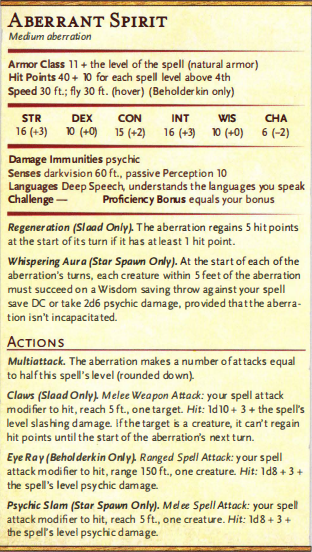 ABERRANT SPIRIT
Medium aberration
Armor Class 11 + the level of the spell (natural armor)
Hit Points 40 + 10 for each spell level above 4th
Speed 30 ft.; fly 30 ft. (hover) (Beholderkin only)
STR DEX CON INT WIS CHA
16 (+3) 10 (+0) 15 (+2) 16 (+3) 10 (+0) 6 (−2)
Damage Immunities psychic
Senses darkvision 60 ft., passive Perception 10
Languages Deep Speech, understands the languages you speak
Challenge — Proficiency Bonus equals your bonus
Regeneration (Slaad Only). The aberration regains 5 hit points
at the start of its turn if it has at least 1 hit point.
Whispering Aura (Star Spawn Only). At the start of each of the
aberration's turns, each creature within 5 feet of the aberration
must succeed on a Wisdom saving throw against your spell
save DC or take 2d6 psychic damage, provided that the aberra-
tion isn't incapacitated.
ACTIONS
Multiattack. The aberration makes a number of attacks equal
to half this spell's level (rounded down).
Claws (Slaad Only). Melee Weapon Attack: your spell attack
modifier to hit, reach 5 ft., one target. Hit: 1d10 + 3 + the spell's
level slashing damage. If the target is a creature, it can't regain
hit points until the start of the aberration's next turn.
Eye Ray (Beholderkin Only). Ranged Spell Attack: your spell
attack modifier to hit, range 150 ft., one creature. Hit: 1d8 + 3 +
the spell's level psychic damage.
Psychic Slam (Star Spawn Only). Melee Spell Attack: your spell
attack modifier to hit, reach 5 ft., one creature. Hit: 1d8 + 3 +
the spell's level psychic damage.